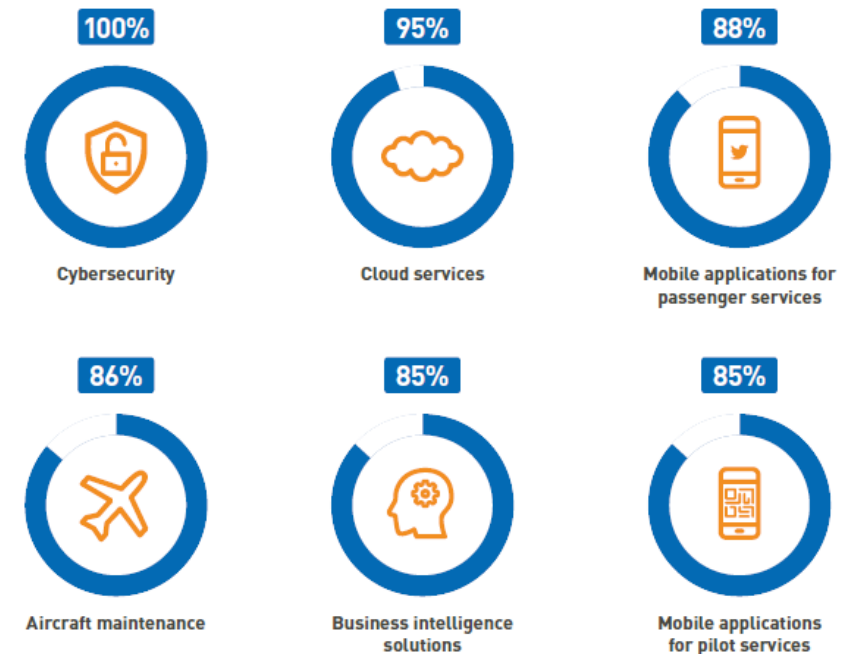 100%
95%
88%
Cybersecurity
Cloud services
Mobile applications for
passenger services
86%
85%
85%
Aircraft maintenance
Business intelligence
solutions
Mobile applications
for pilot services